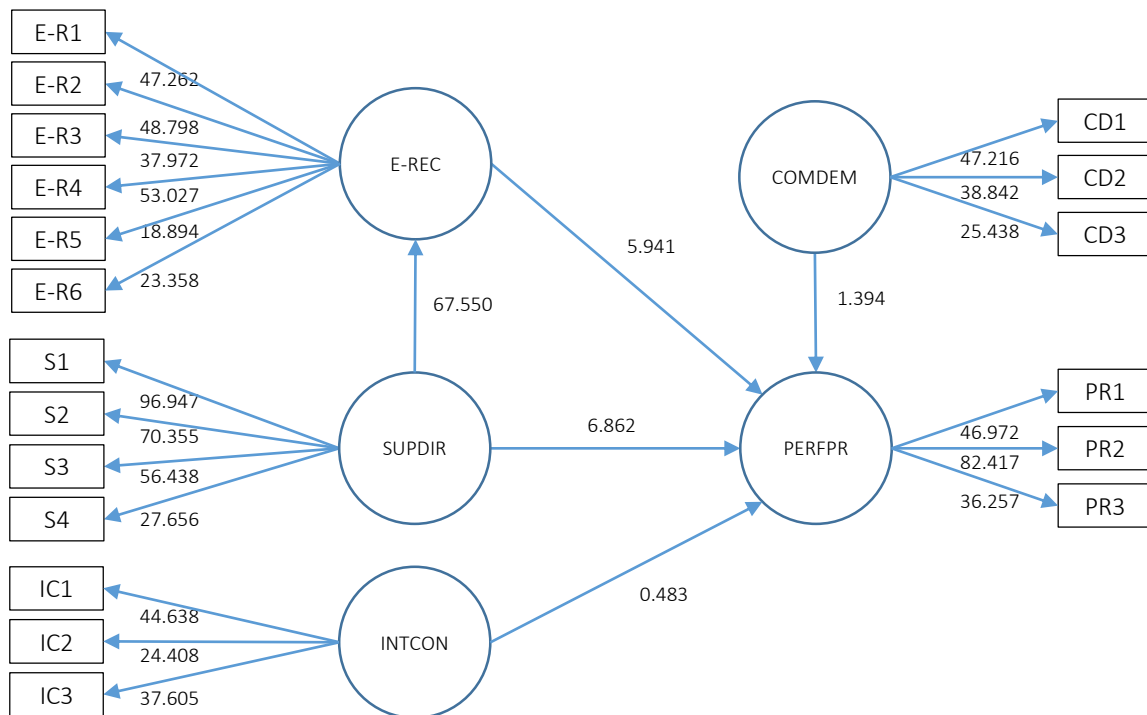 E-R1
E-R2
E-R3
E-R4
E-R5
E-R6
47.262
48.798
37.972
53.027
18.894
23.358
E-REC
COMDEM
CD1
CD2
CD3
47.216
38.842
25.438
5.941
1.394
67.550
S1
S2
S3
S4
96.947
70.355
56.438
27.656
SUPDIR
6.862
PERFPR
PR1
PR2
PR3
46.972
82.417
36.257
IC1
IC2
IC3
44.638
24.408
37.605
INTCON
0.483